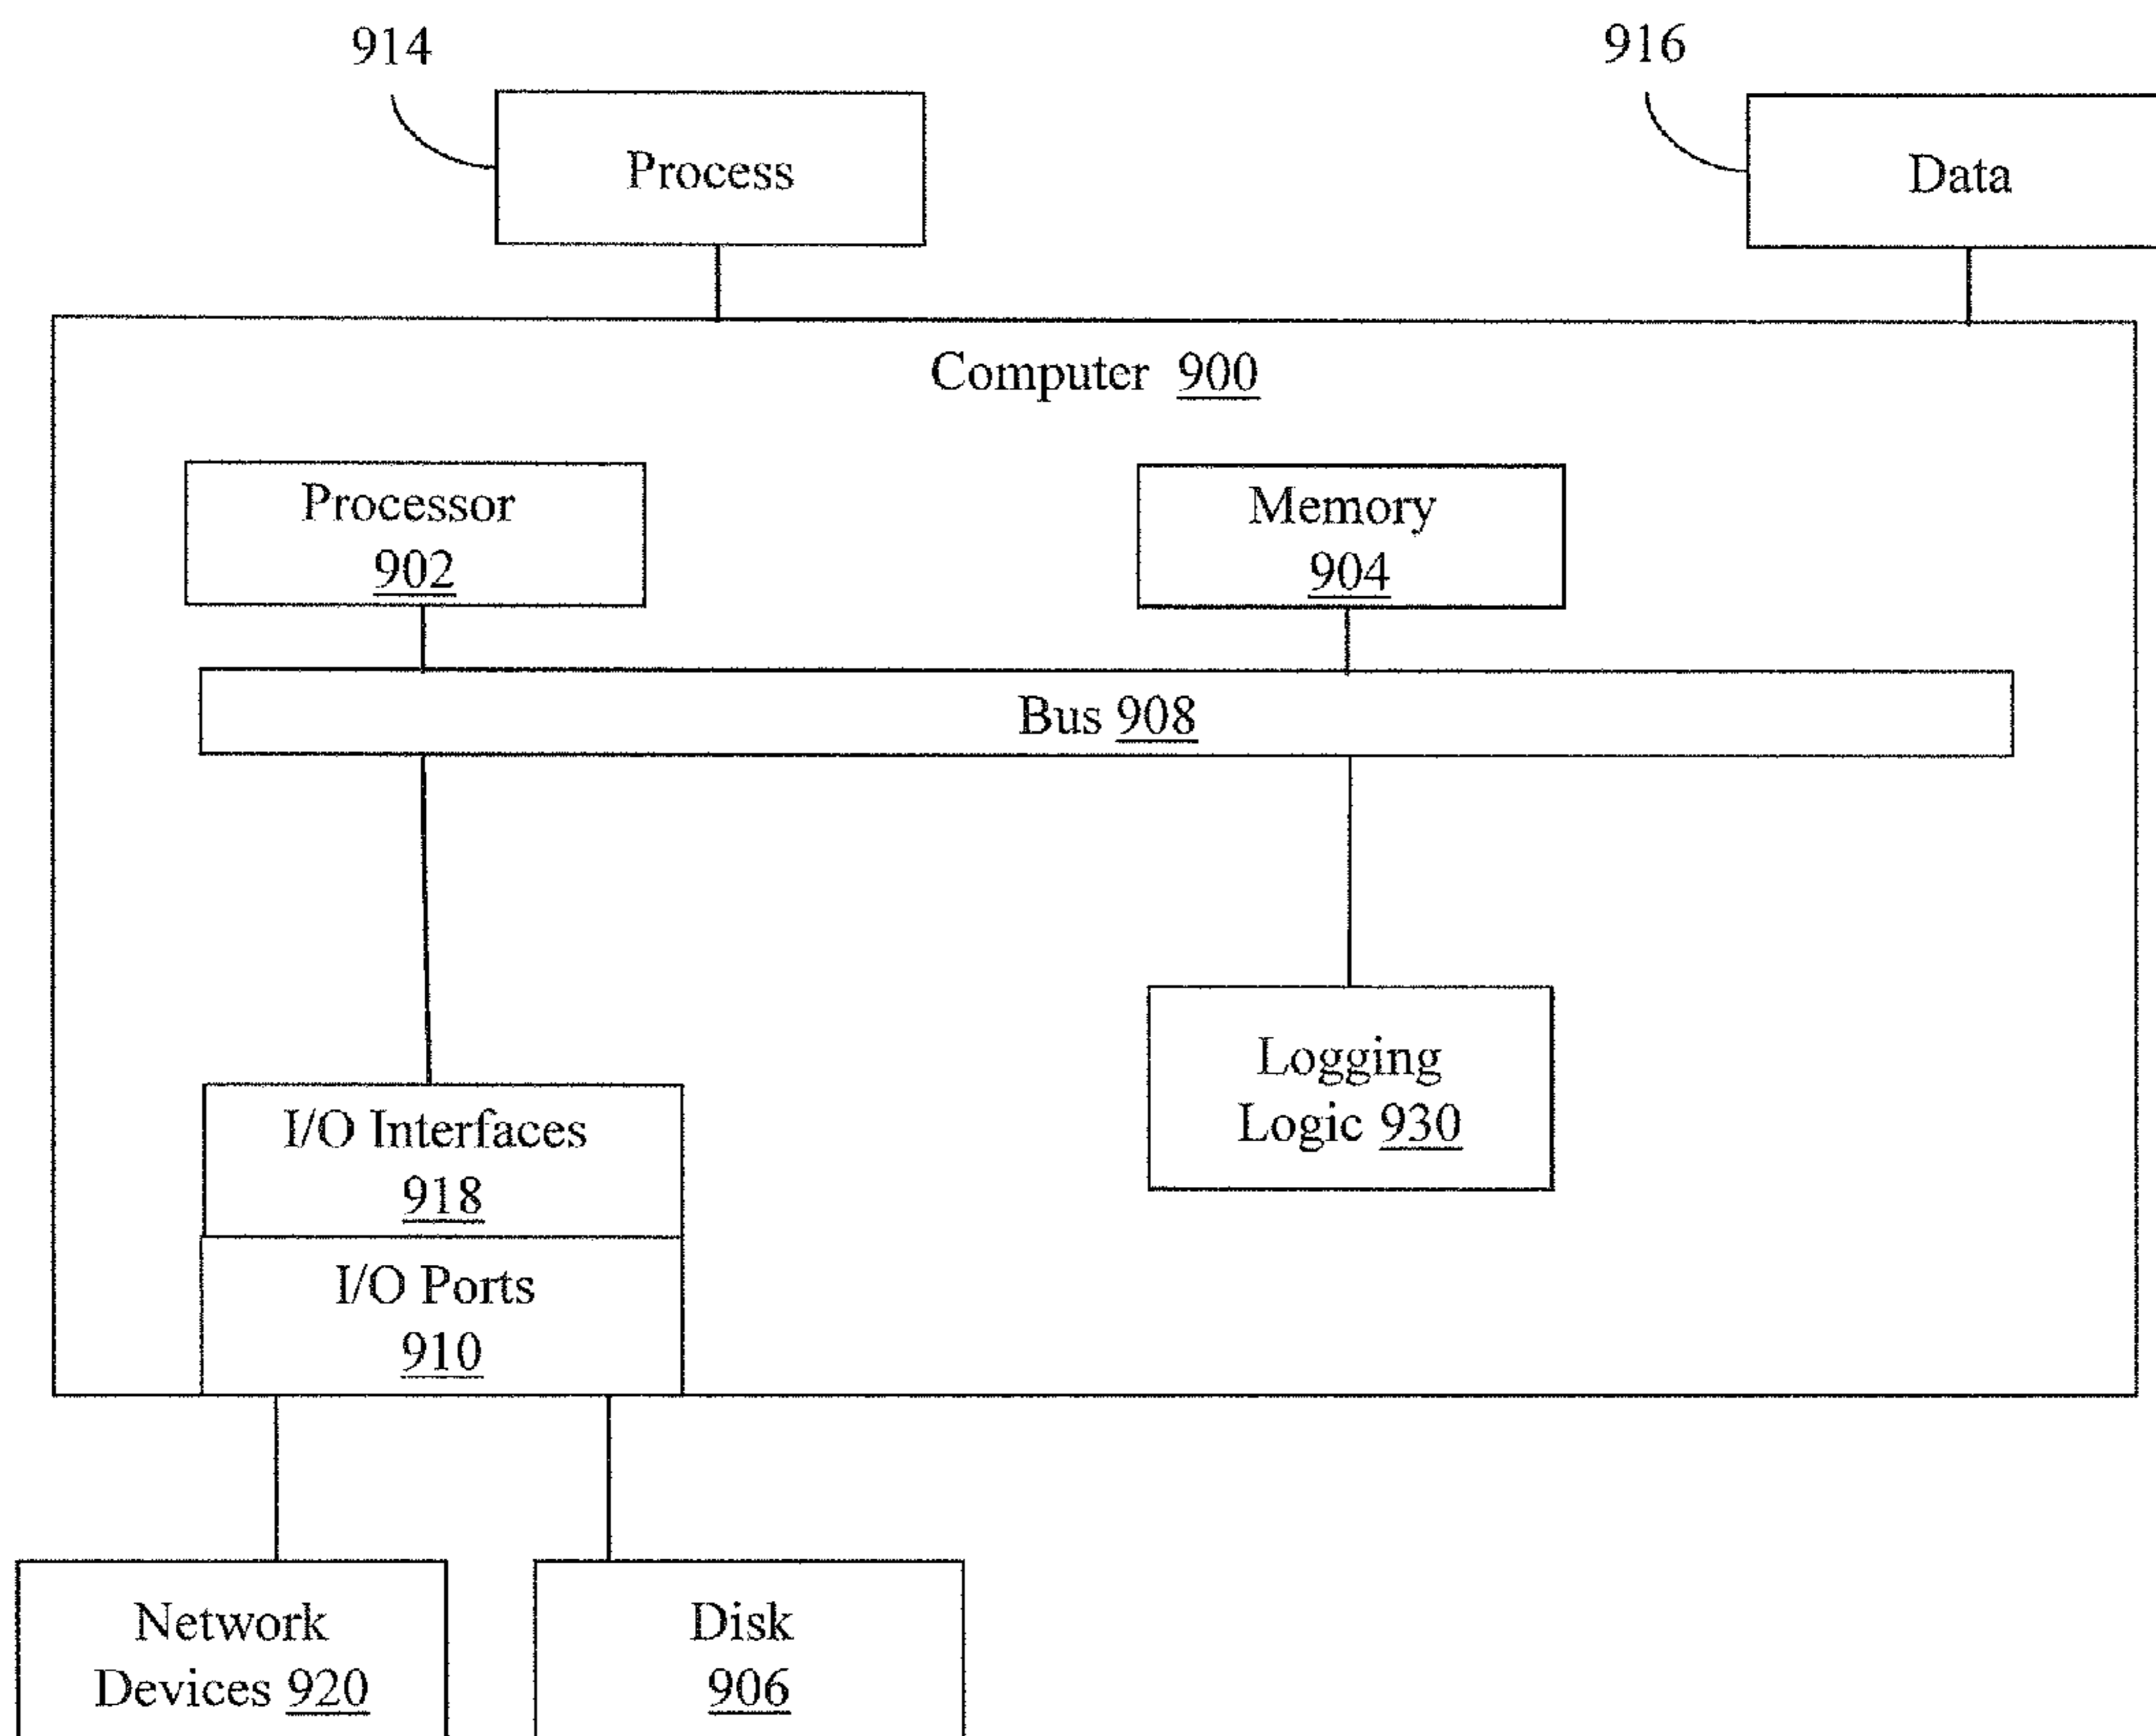 914
916
Process
Data
Computer 900
Processor
902
Memory
904
Bus 908
Logging
Logic 930
I/O Interfaces
918
I/O Ports
910
Network
Devices 920
Disk
906